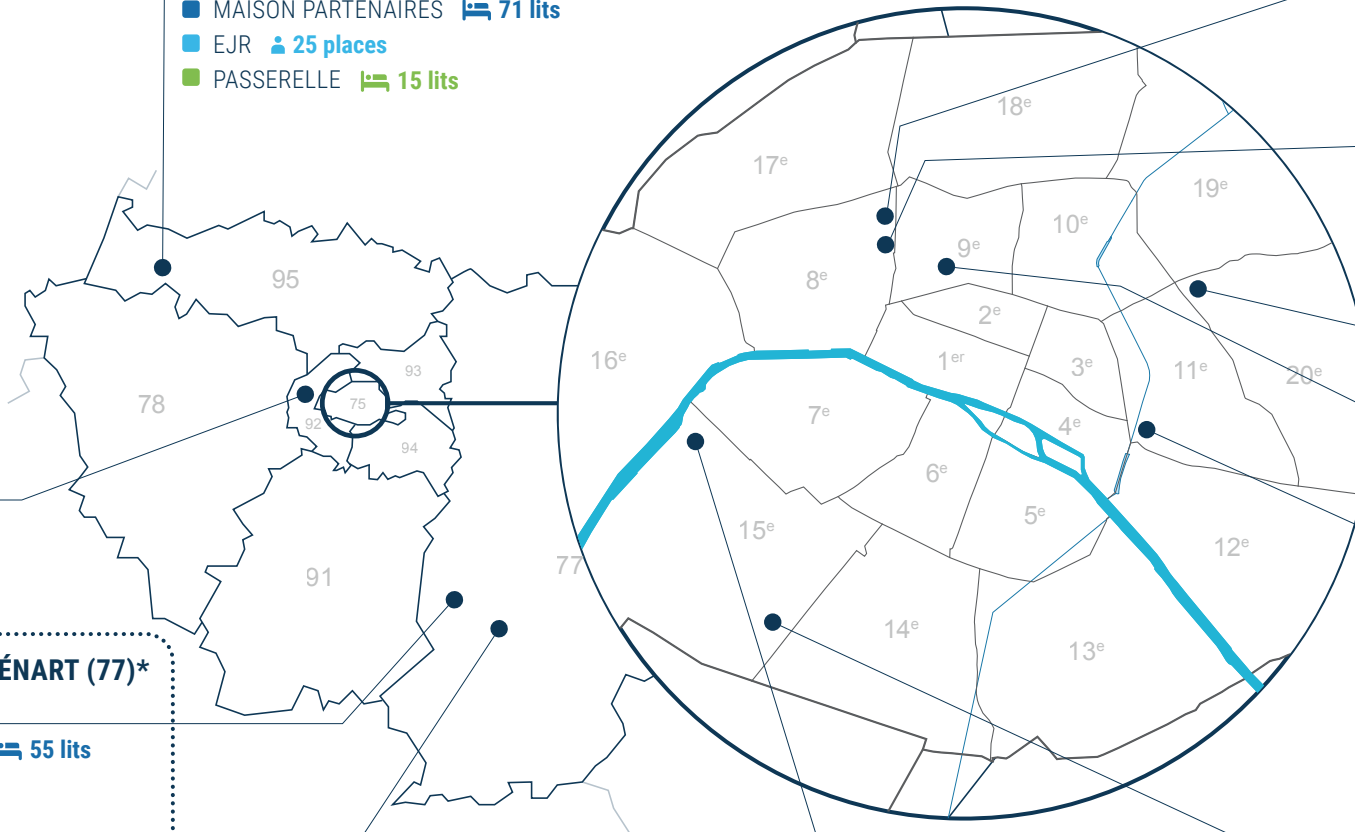 MAISON PARTENAIRES 71 lits
EJR 25 places
PASSERELLE 15 lits
18e
17e
19e
10e
9e
8e
95
2e
16e
1er
3e
11e
20e
93
78
75
92
7e
4e
94
6e
5e
15e
12e
77
91
14e
13e
ÉNART (77)*
55 lits